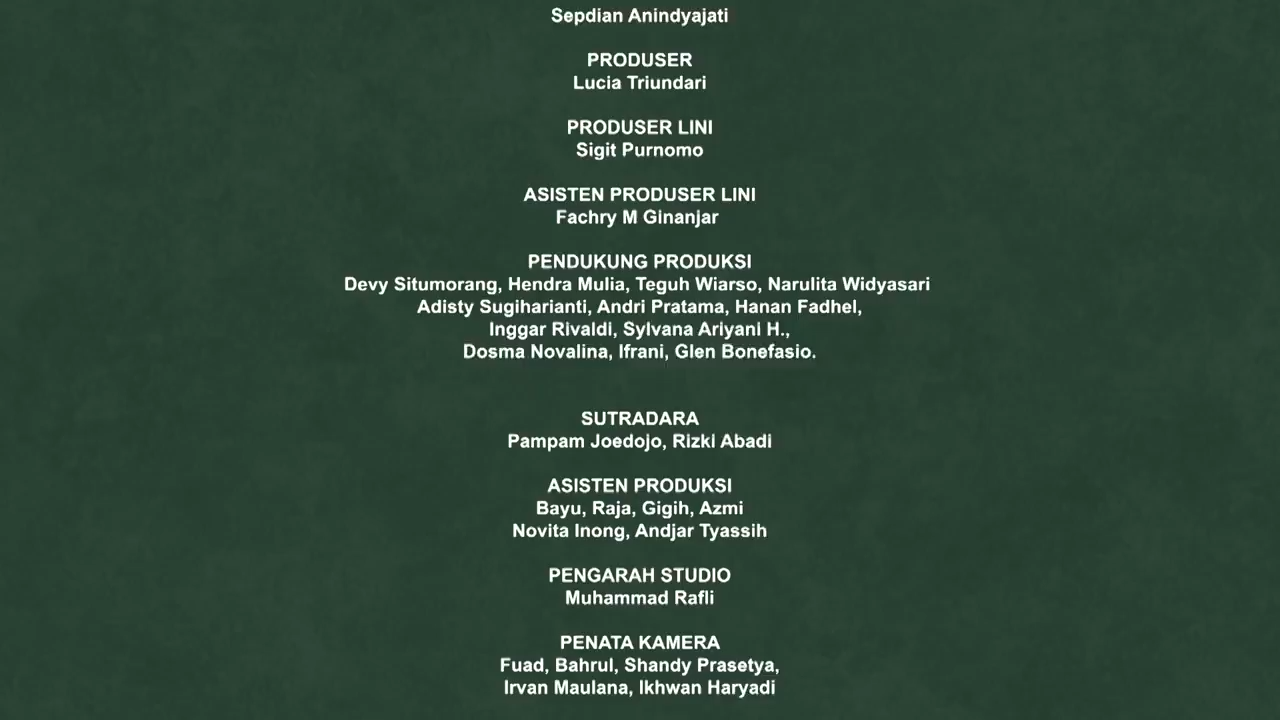 Sepdian Anindyajati
PRODUSER
Lucia Triundari
PRODUSER LINI
Sigit Purnomo
ASISTEN PRODUSER LINI
Fachry M Ginanjar
PENDUKUNG PRODUKSI
Devy Situmorang, Hendra Mulia, Teguh Wiarso, Narulita Widyasari
Adisty Sugiharianti, Andri Pratama, Hanan Fadhel,
Inggar Rivaldi, Sylvana Ariyani H.,
Dosma Novalina, Ifrani, Glen Bonefasio.
SUTRADARA
Pampam Joedojo, Rizki Abadi
ASISTEN PRODUKSI
Bayu, Raja, Gigih, Azmi
Novita Inong, Andjar Tyassih
PENGARAH STUDIO
Muhammad Rafli
PENATA KAMERA
Fuad, Bahrul, Shandy Prasetya,
Irvan Maulana, Ikhwan Haryadi